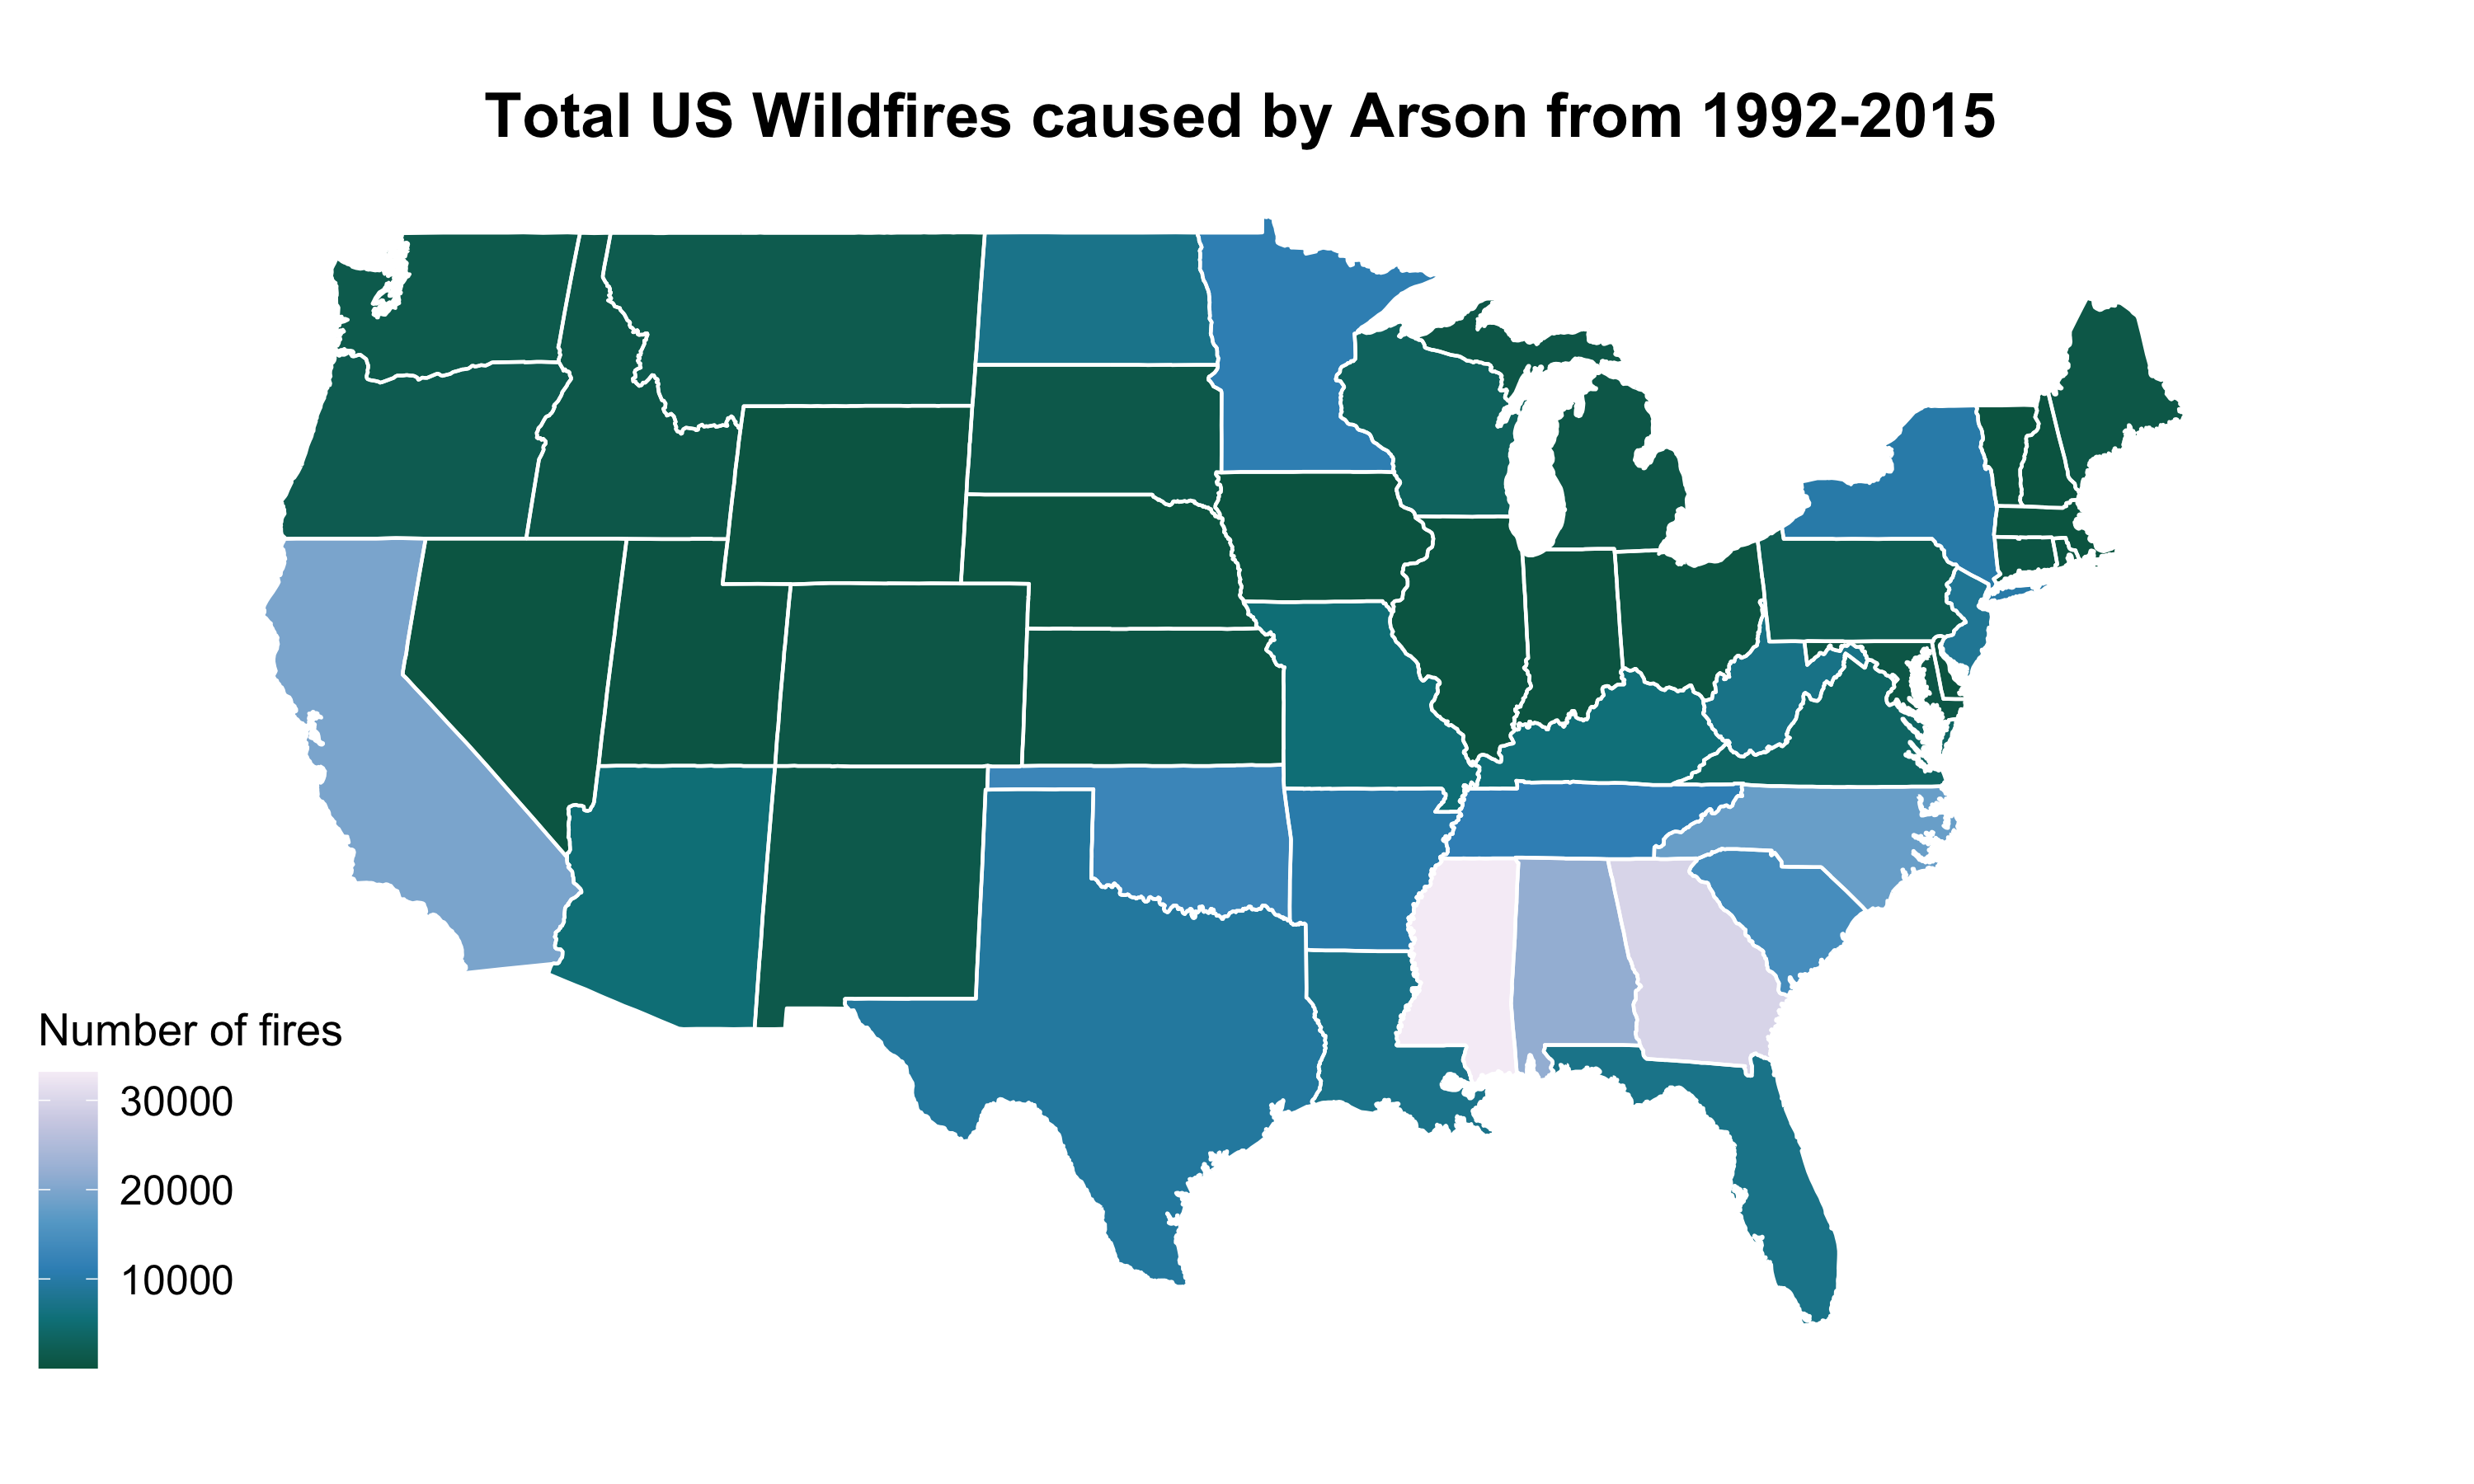 Total US Wildfires caused by Arson from 1992-2015
Number of fires
30000
20000
10000